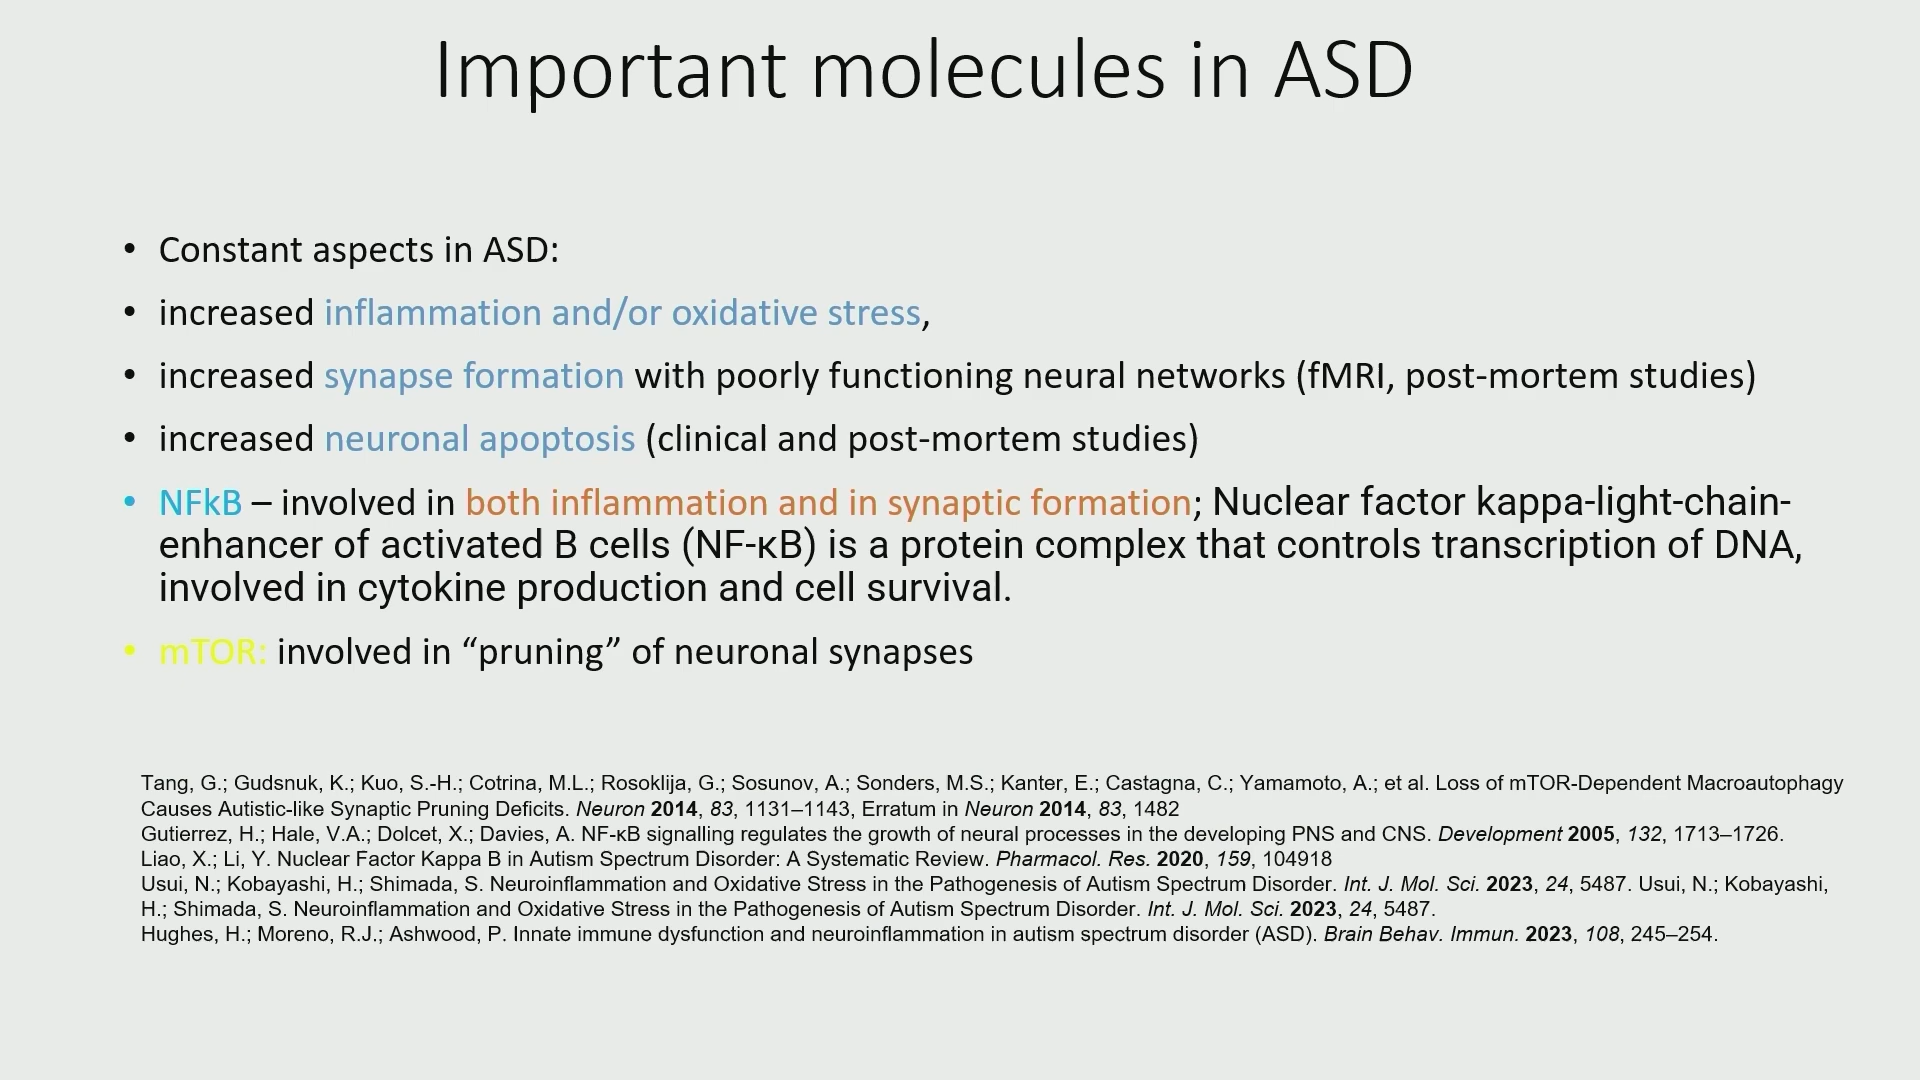 Important molecules in ASD
• Constant aspects in ASD:
• increased inflammation and/or oxidative stress,
• increased synapse formation with poorly functioning neural networks (fMRI, post-mortem studies)
• increased neuronal apoptosis (clinical and post-mortem studies)
• NFkB – involved in both inflammation and in synaptic formation; Nuclear factor kappa-light-chain-
enhancer of activated B cells (NF-κB) is a protein complex that controls transcription of DNA,
involved in cytokine production and cell survival.
• mTOR: involved in “pruning” of neuronal synapses
Tang, G.; Gudsnuk, K.; Kuo, S.-H.; Cotrina, M.L.; Rosoklija, G.; Sosunov, A.; Sonders, M.S.; Kanter, E.; Castagna, C.; Yamamoto, A.; et al. Loss of mTOR-Dependent Macroautophagy
Causes Autistic-like Synaptic Pruning Deficits. Neuron 2014, 83, 1131–1143, Erratum in Neuron 2014, 83, 1482
Gutierrez, H.; Hale, V.A.; Dolcet, X.; Davies, A. NF-κB signalling regulates the growth of neural processes in the developing PNS and CNS. Development 2005, 132, 1713–1726.
Liao, X.; Li, Y. Nuclear Factor Kappa B in Autism Spectrum Disorder: A Systematic Review. Pharmacol. Res. 2020, 159, 104918
Usui, N.; Kobayashi, H.; Shimada, S. Neuroinflammation and Oxidative Stress in the Pathogenesis of Autism Spectrum Disorder. Int. J. Mol. Sci. 2023, 24, 5487. Usui, N.; Kobayashi,
H.; Shimada, S. Neuroinflammation and Oxidative Stress in the Pathogenesis of Autism Spectrum Disorder. Int. J. Mol. Sci. 2023, 24, 5487.
Hughes, H.; Moreno, R.J.; Ashwood, P. Innate immune dysfunction and neuroinflammation in autism spectrum disorder (ASD). Brain Behav. Immun. 2023, 108, 245–254.